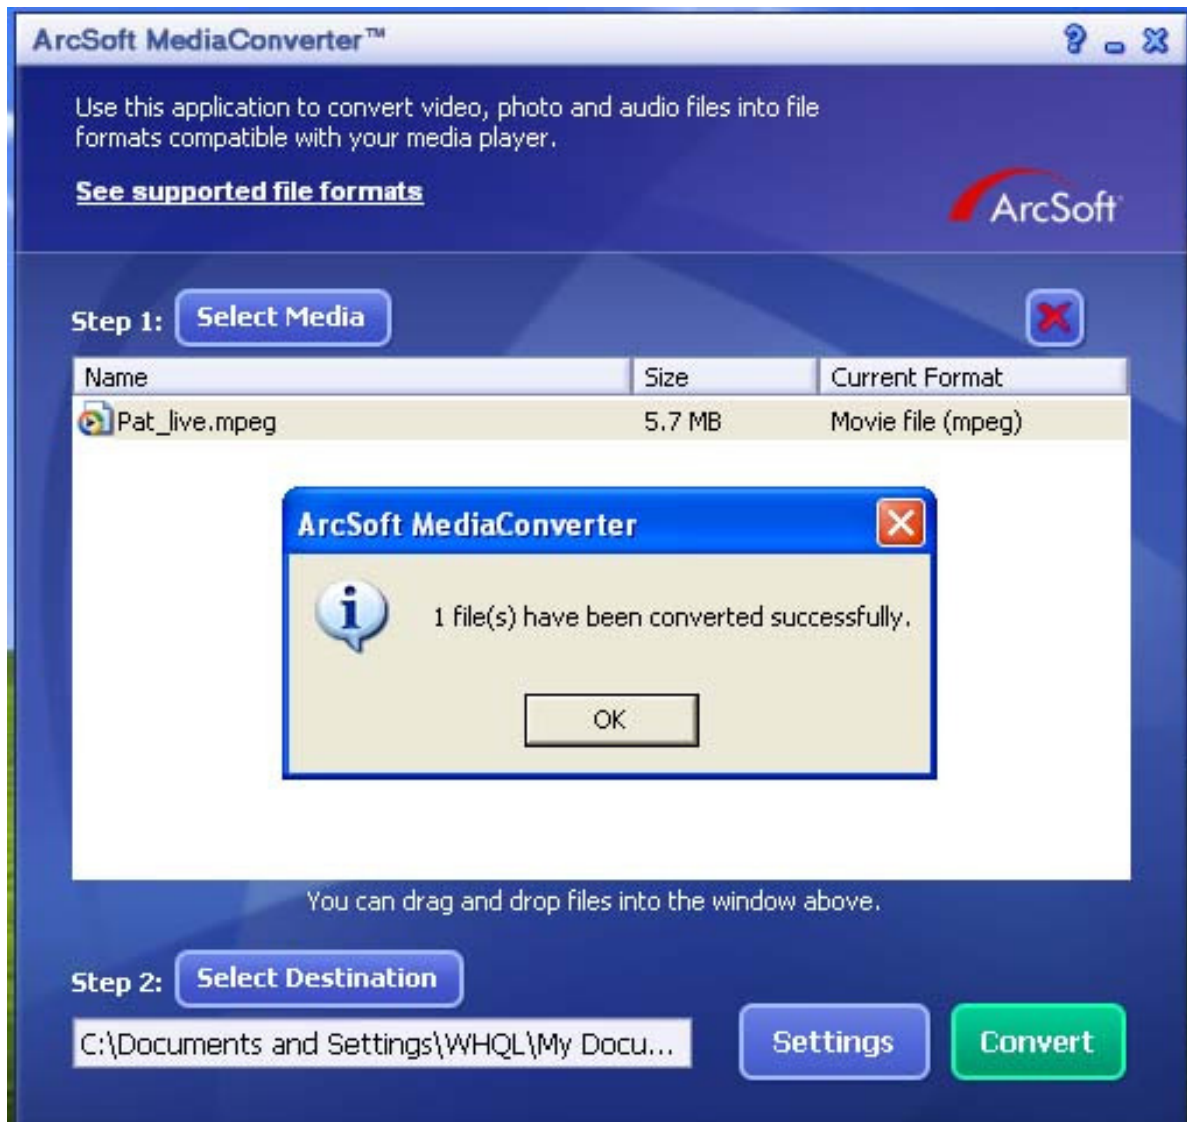 ArcSoft MediaConverter™
Use this application to convert video, photo and audio files into file
formats compatible with your media player.
See supported file formats
ArcSoft
Step 1: Select Media
Name Size Current Format
Pat_live.mpeg 5.7 MB Movie file (mpeg)
ArcSoft MediaConverter
1 file(s) have been converted successfully.
OK
You can drag and drop files into the window above.
Step 2: Select Destination
C:\Documents and Settings\WHQL\My Docu...
Settings Convert